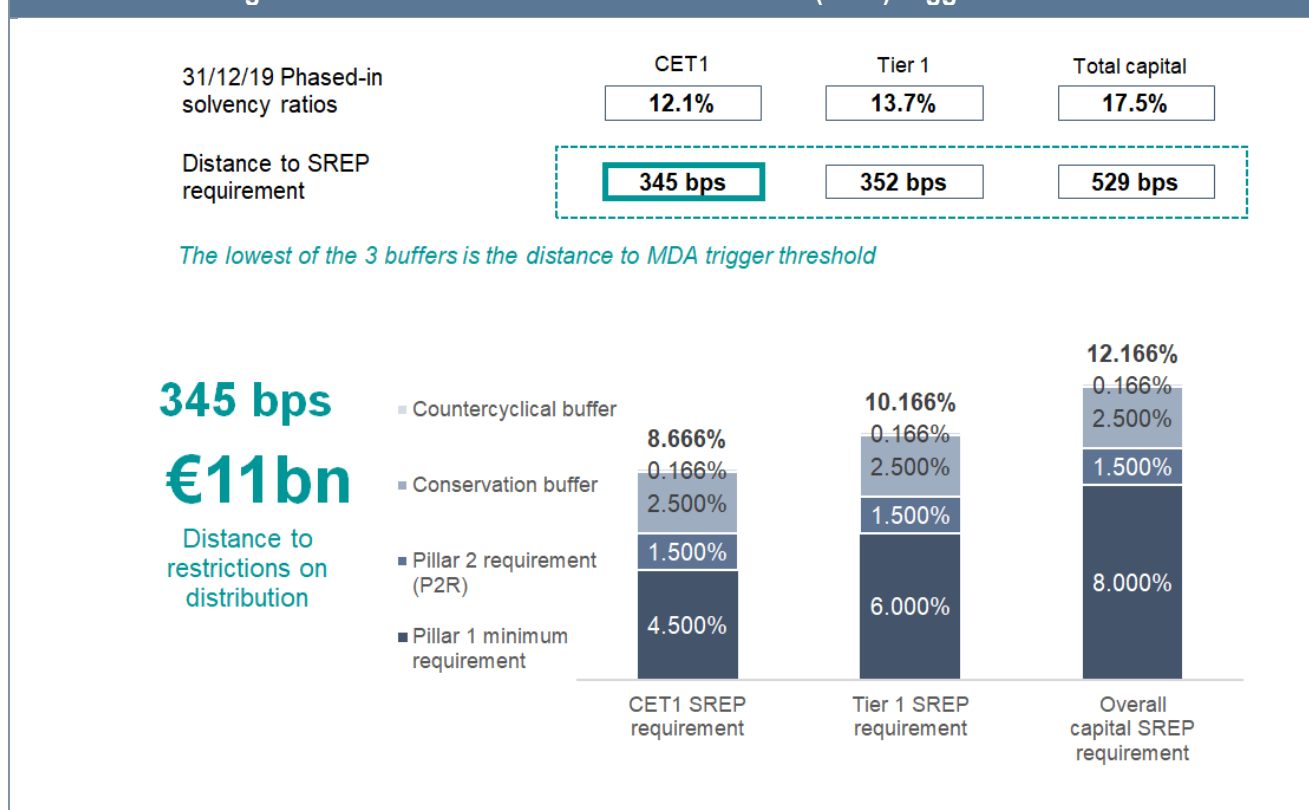 31/12/19 Phased-in
solvency ratios
CET1
Tier 1
Total capital
12.1%
13.7%
17.5%
Distance to SREP
requirement
345 bps
352 bps
529 bps
The lowest of the 3 buffers is the distance to MDA trigger threshold
345 bps
€11bn
Distance to
restrictions on
distribution
Countercyclical buffer
Conservation buffer
Pillar 2 requirement
(P2R)
Pillar 1 minimum
requirement
8.666%
0.166%
2.500%
1.500%
4.500%
10.166%
0.166%
2.500%
1.500%
6.000%
12.166%
0.166%
2.500%
1.500%
8.000%
CET1 SREP
requirement
Tier 1 SREP
requirement
Overall
capital SREP
requirement